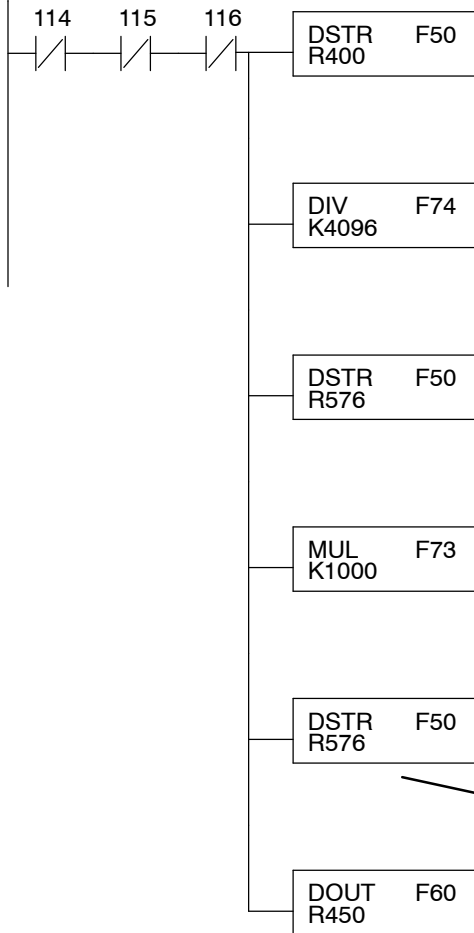 114 115 116
DSTR F50
R400
DIV F74
K4096
DSTR F50
R576
MUL F73
K1000
DSTR F50
R576
DOUT F60
R450